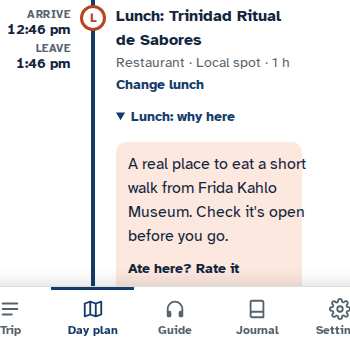 ARRIVE
12:46 pm
LEAVE
1:46 pm
L
Lunch: Trinidad Ritual
de Sabores
Restaurant · Local spot · 1 h
Change lunch
▼ Lunch: why here
A real place to eat a short
walk from Frida Kahlo
Museum. Check it's open
before you go.
Ate here? Rate it
Trip
Day plan
Guide
Journal
Settin